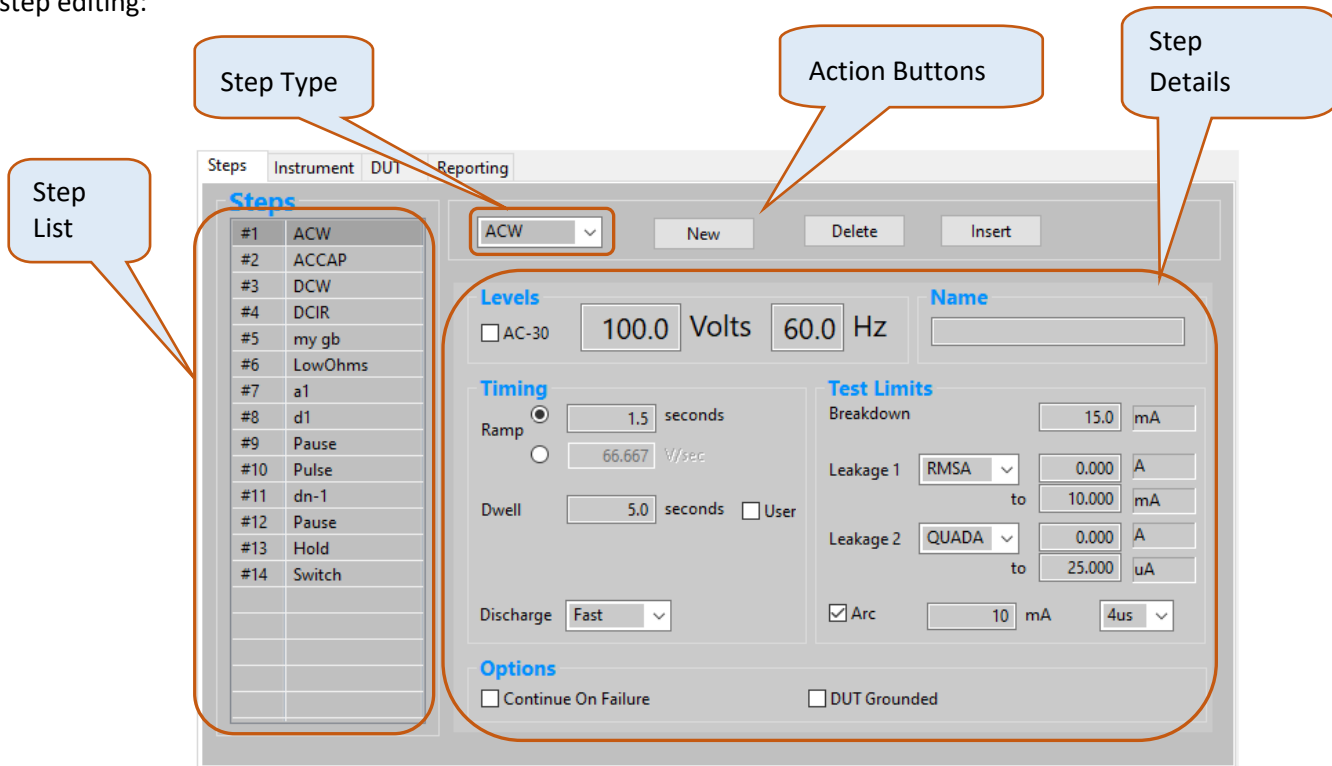 step editing:
Step Type
Action Buttons
Step
Details
Step
List
Steps Instrument DUT Reporting
Steps
#1 ACW
#2 ACCAP
#3 DCW
#4 DCIR
#5 my gb
#6 LowOhms
#7 a1
#8 d1
#9 Pause
#10 Pulse
#11 dn-1
#12 Pause
#13 Hold
#14 Switch
ACW New Delete Insert
Levels
AC-30 100.0 Volts 60.0 Hz
Name
Timing
Ramp 1.5 seconds
66.667 V/sec
Dwell 5.0 seconds User
Discharge Fast
Test Limits
Breakdown 15.0 mA
Leakage 1 RMSA 0.000 A
to 10.000 mA
Leakage 2 QUADA 0.000 A
to 25.000 uA
Arc 10 mA 4us
Options
Continue On Failure DUT Grounded